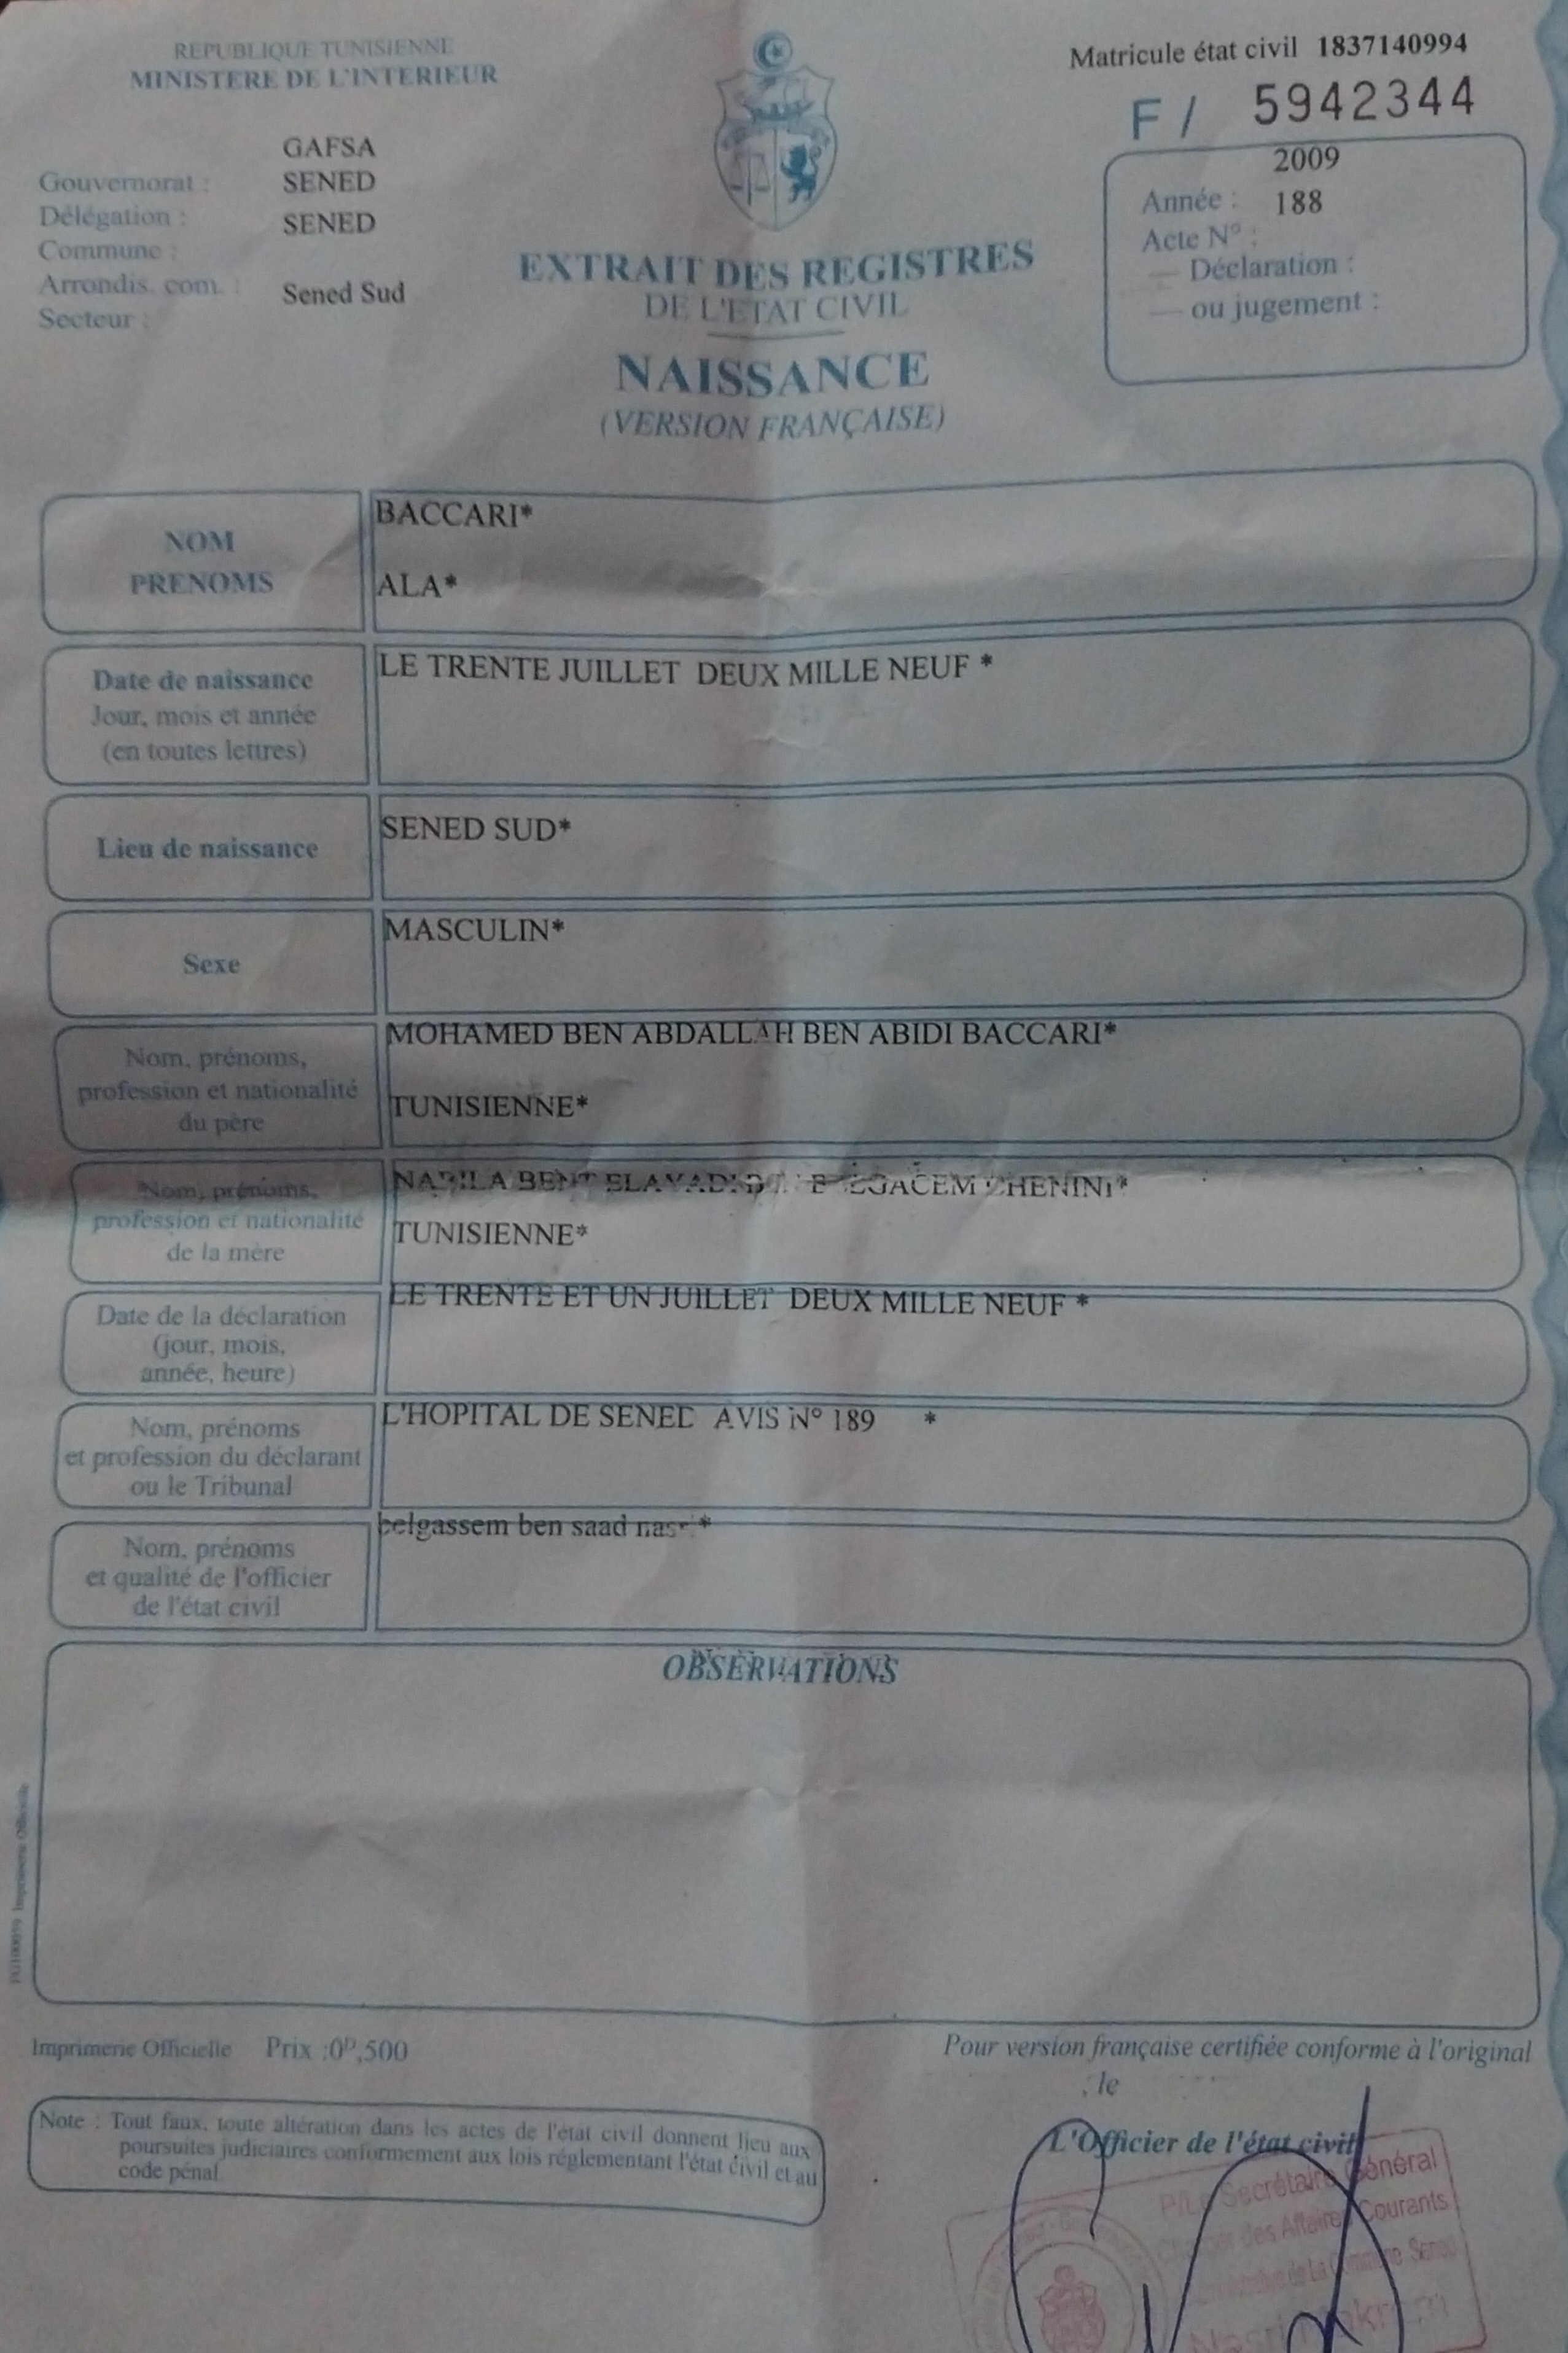 REPUBLIQUE TUNISIENNE
MINISTERE DE L'INTERIEUR
Matricule état civil 1837140994
F / 5942344
GAFSA
Gouvernorat : SENED
Délégation : SENED
Commune :
Arrondis. com. : Sened Sud
Secteur :
2009
Année : 188
Acte N° :
— Déclaration :
— ou jugement :
EXTRAIT DES REGISTRES
DE L'ETAT CIVIL
NAISSANCE
(VERSION FRANÇAISE)
NOM
PRENOMS
BACCARI*
ALA*
Date de naissance
Jour, mois et année
(en toutes lettres)
LE TRENTE JUILLET DEUX MILLE NEUF *
Lieu de naissance
SENED SUD*
Sexe
MASCULIN*
Nom, prénoms,
profession et nationalité
du père
MOHAMED BEN ABDALLAH BEN ABIDI BACCARI*
TUNISIENNE*
Nom, prénoms,
profession et nationalité
de la mère
NABILA BENT CHENINI*
TUNISIENNE*
Date de la déclaration
(jour, mois,
année, heure)
LE TRENTE ET UN JUILLET DEUX MILLE NEUF *
Nom, prénoms
et profession du déclarant
ou le Tribunal
L'HOPITAL DE SENED AVIS N° 189 *
Nom, prénoms
et qualité de l'officier
de l'état civil
belgassem ben saad
OBSERVATIONS
Imprimerie Officielle Prix :0ᴰ,500
Pour version française certifiée conforme à l'original
, le
L'Officier de l'état civil
Note : Tout faux, toute altération dans les actes de l'état civil donnent lieu aux
poursuites judiciaires conformement aux lois réglementant l'état civil et au
code pénal
P/Le Secrétaire Général
des Affaires Courants
de La Commune Sened